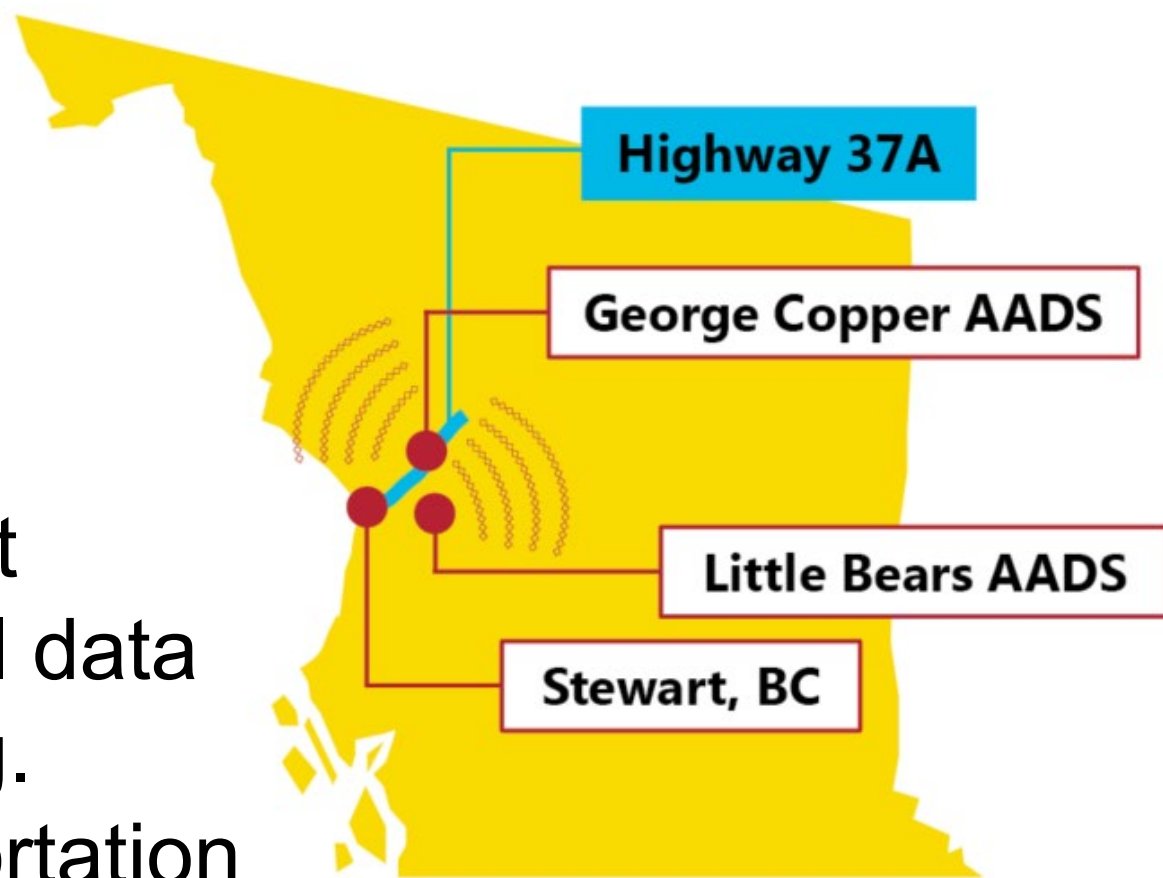 Highway 37A
George Copper AADS
Little Bears AADS
data
Stewart, BC